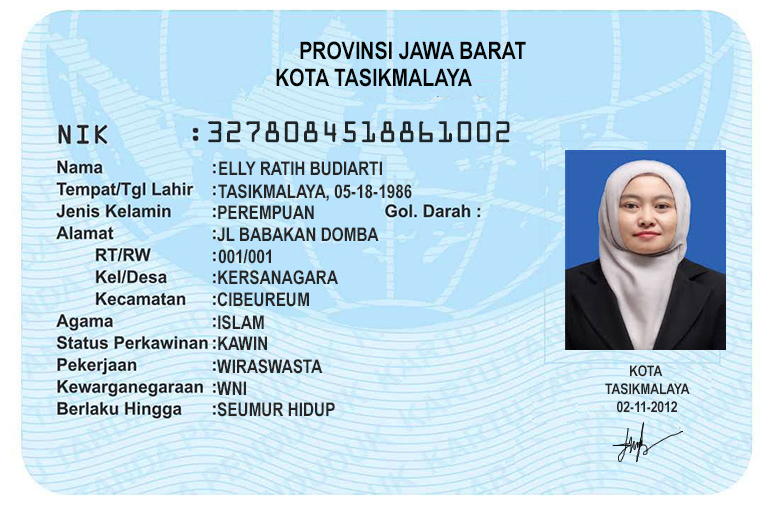 PROVINSI JAWA BARAT
KOTA TASIKMALAYA
NIK : 3278084518861002
Nama : ELLY RATIH BUDIARTI
Tempat/Tgl Lahir : TASIKMALAYA, 05-18-1986
Jenis Kelamin : PEREMPUAN Gol. Darah :
Alamat : JL BABAKAN DOMBA
RT/RW : 001/001
Kel/Desa : KERSANAGARA
Kecamatan : CIBEUREUM
Agama : ISLAM
Status Perkawinan : KAWIN
Pekerjaan : WIRASWASTA
Kewarganegaraan : WNI
Berlaku Hingga : SEUMUR HIDUP
KOTA
TASIKMALAYA
02-11-2012